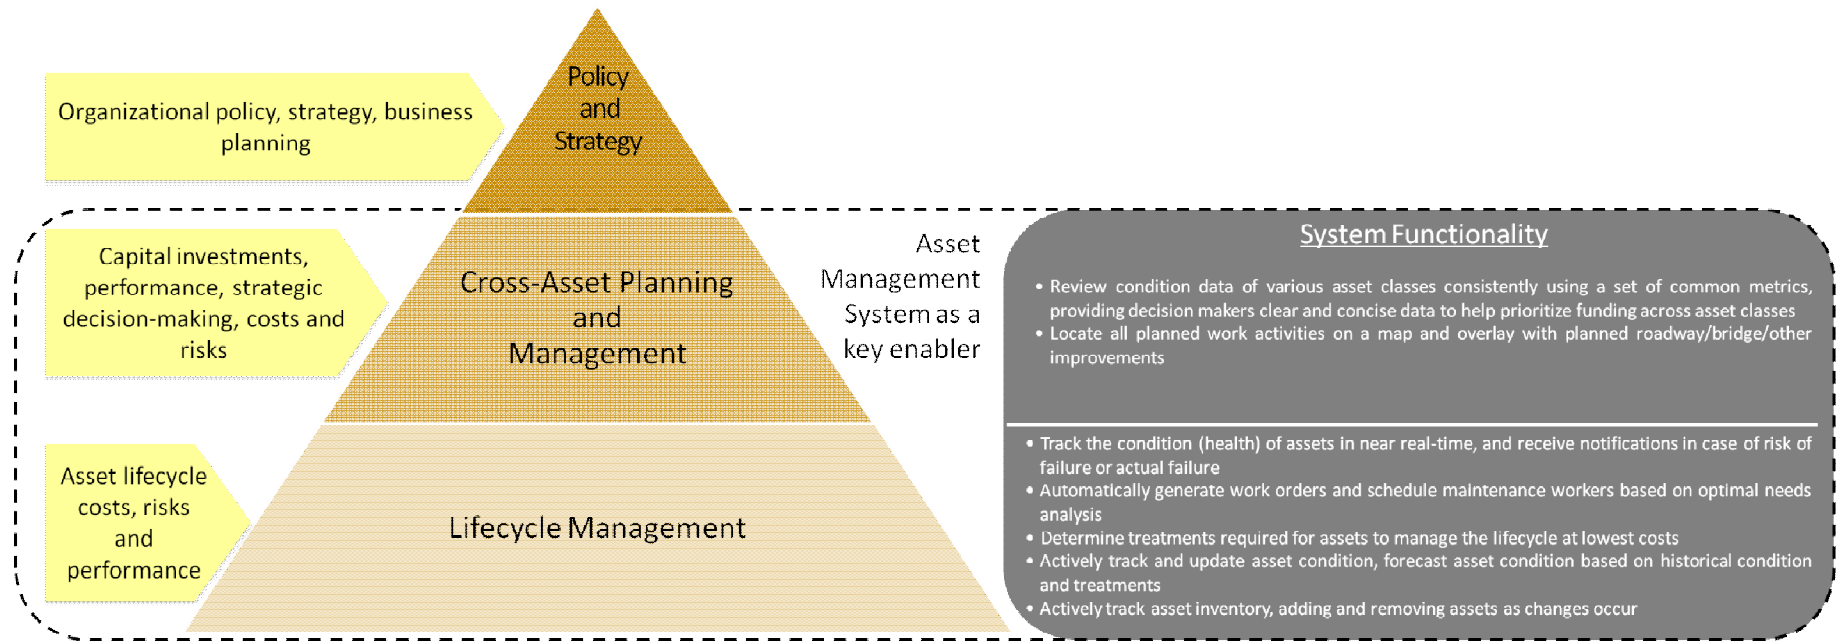 Policy
and
Strategy
Organizational policy, strategy, business
planning
Capital investments,
performance, strategic
decision-making, costs and
risks
Cross-Asset Planning
and
Management
Asset
Management
System as a
key enabler
System Functionality
• Review condition data of various asset classes consistently using a set of common metrics,
providing decision makers clear and concise data to help prioritize funding across asset classes
• Locate all planned work activities on a map and overlay with planned roadway/bridge/other
improvements
Asset lifecycle
costs, risks
and
performance
Lifecycle Management
• Track the condition (health) of assets in near real-time, and receive notifications in case of risk of
failure or actual failure
• Automatically generate work orders and schedule maintenance workers based on optimal needs
analysis
• Determine treatments required for assets to manage the lifecycle at lowest costs
• Actively track and update asset condition, forecast asset condition based on historical condition
and treatments
• Actively track asset inventory, adding and removing assets as changes occur